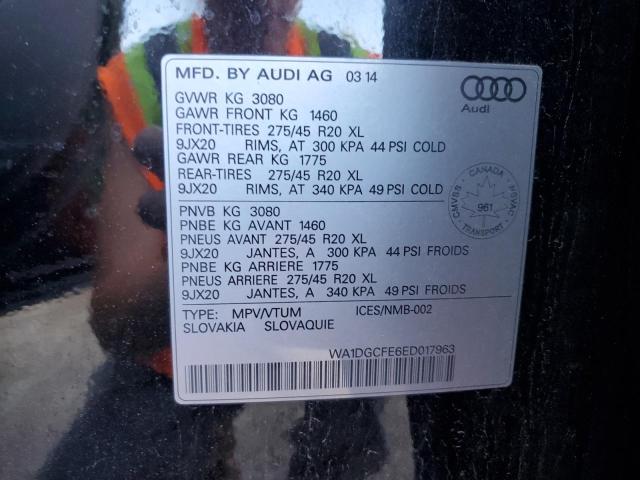 MFD. BY AUDI AG 03 14
Audi
GVWR KG 3080
GAWR FRONT KG 1460
FRONT-TIRES 275/45 R20 XL
9JX20 RIMS, AT 300 KPA 44 PSI COLD
GAWR REAR KG 1775
REAR-TIRES 275/45 R20 XL
9JX20 RIMS, AT 340 KPA 49 PSI COLD
CANADA
CMVSS NSVAC
961
TRANSPORT
PNVB KG 3080
PNBE KG AVANT 1460
PNEUS AVANT 275/45 R20 XL
9JX20 JANTES, A 300 KPA 44 PSI FROIDS
PNBE KG ARRIERE 1775
PNEUS ARRIERE 275/45 R20 XL
9JX20 JANTES, A 340 KPA 49 PSI FROIDS
TYPE: MPV/VTUM ICES/NMB-002
SLOVAKIA SLOVAQUIE
WA1DGCFE6ED017963